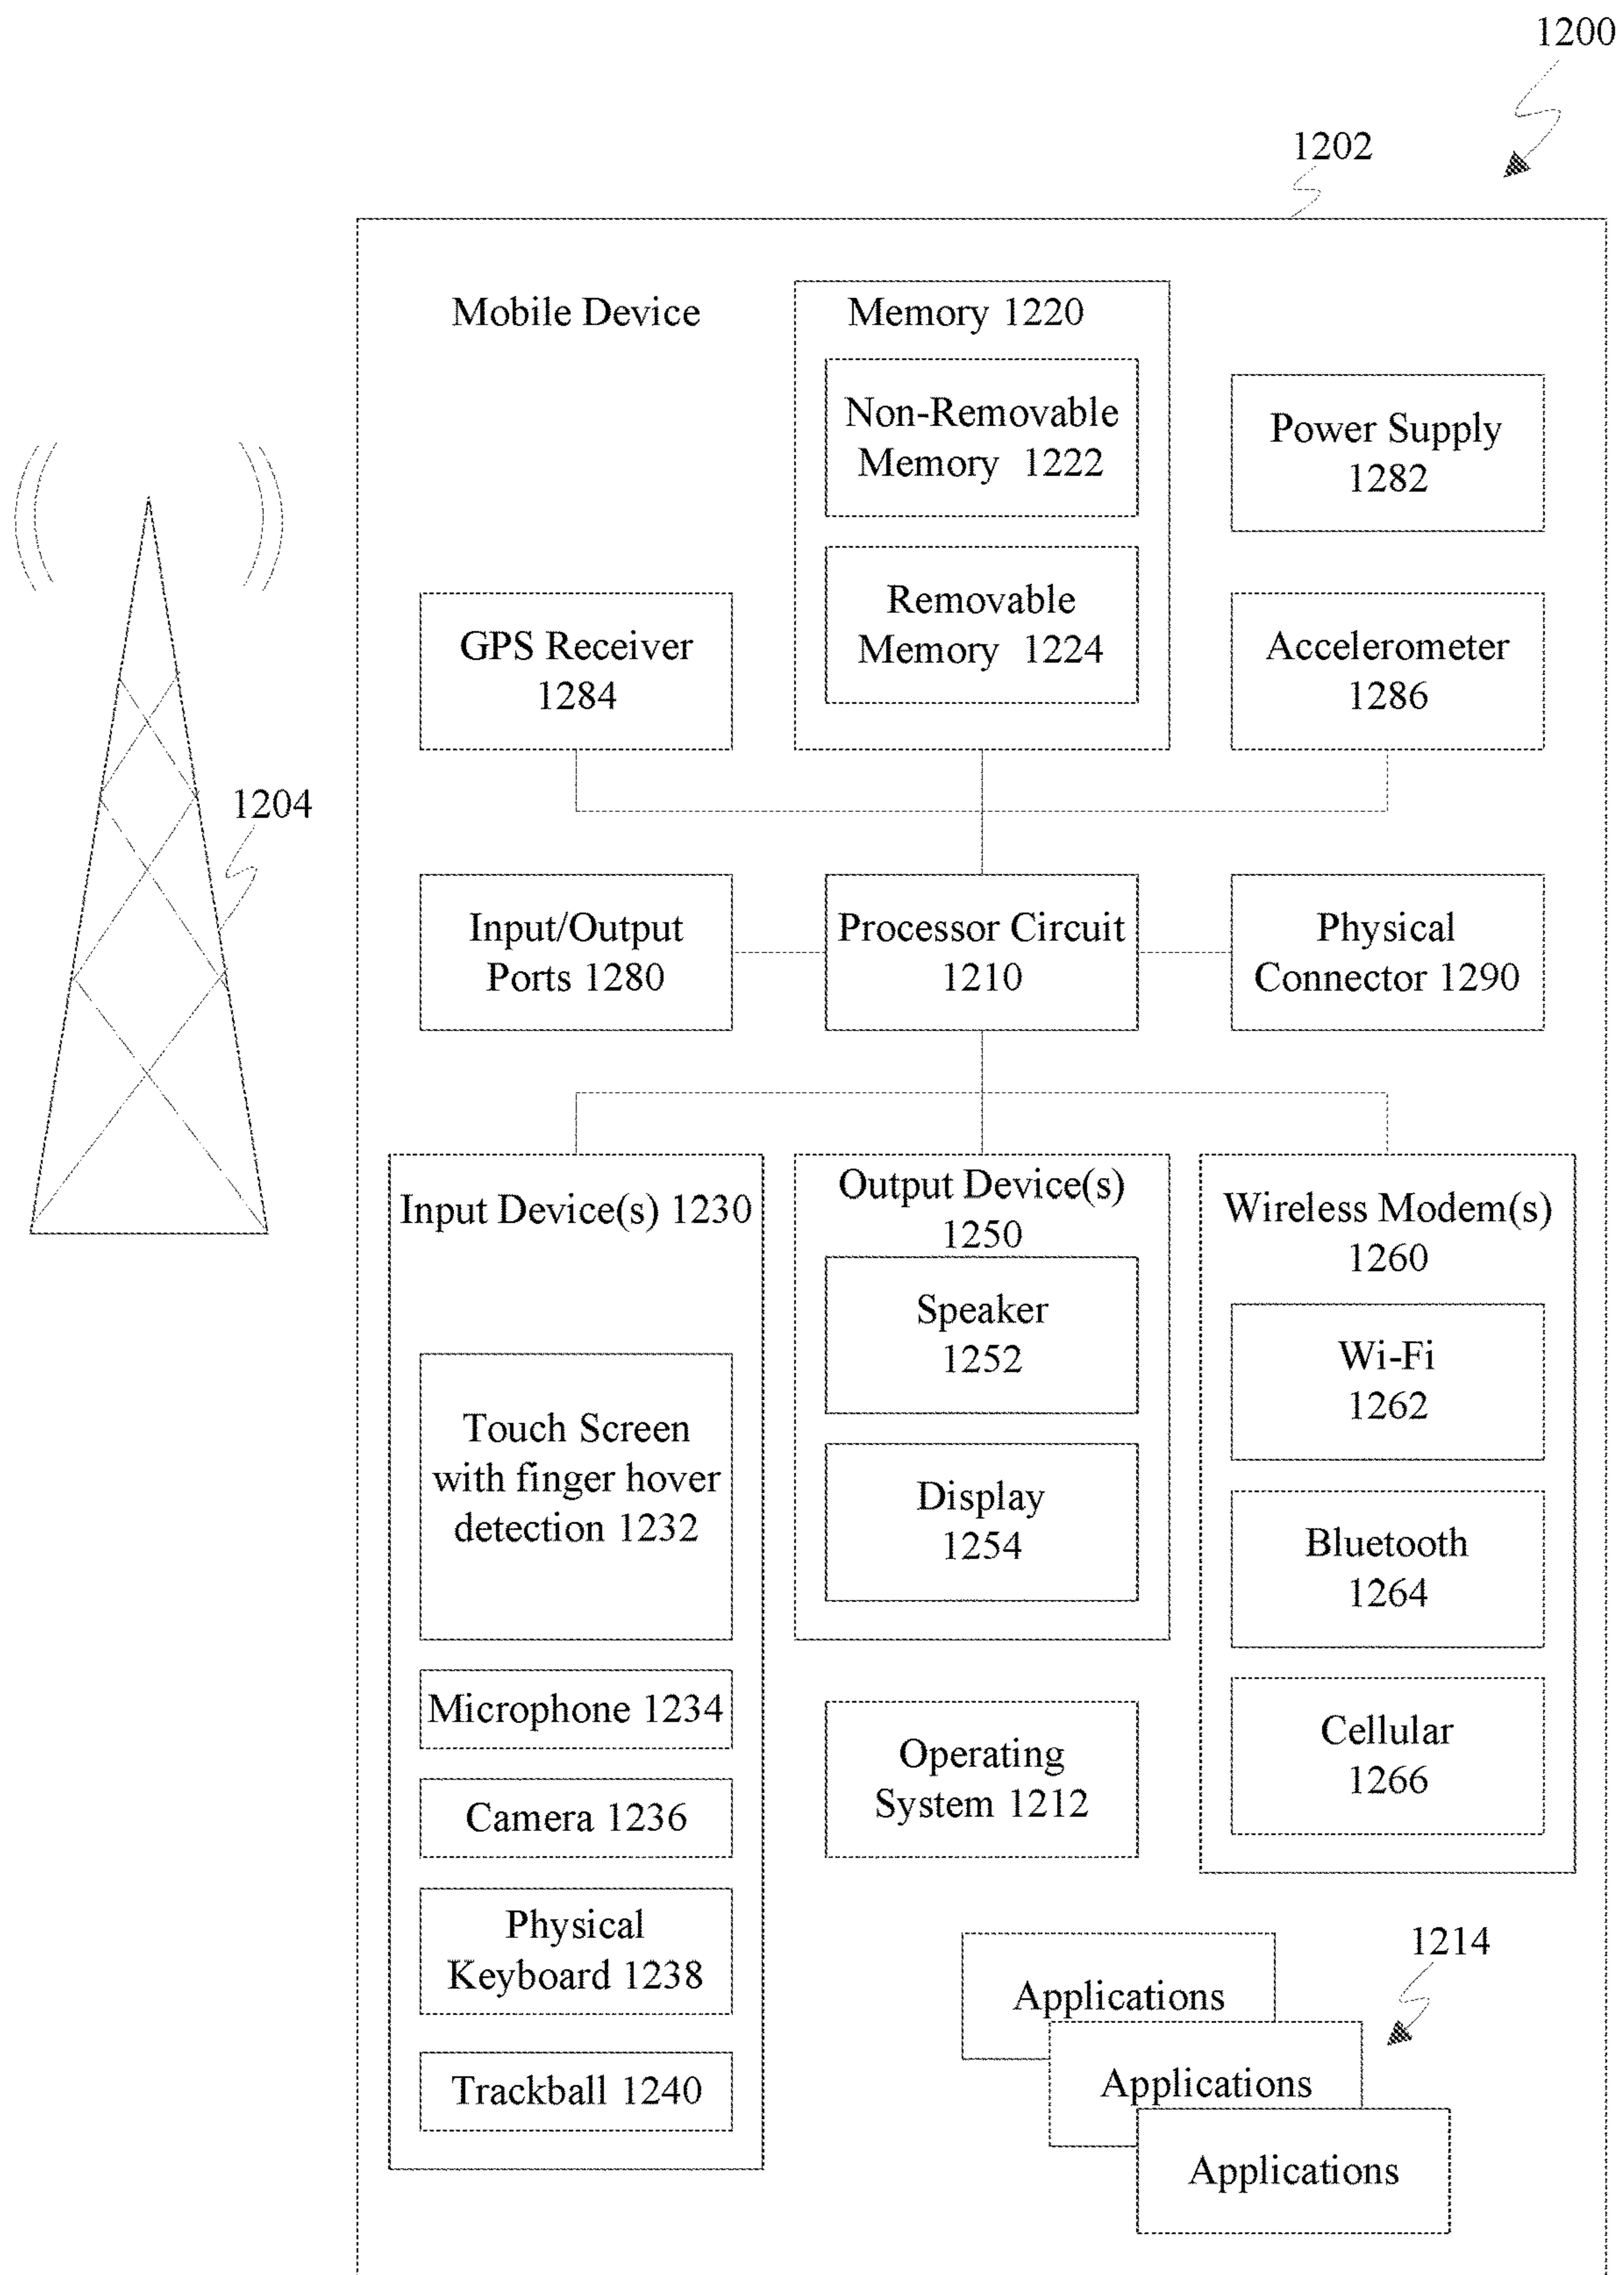 1200
1202
Mobile Device
Memory 1220
Non-Removable
Memory 1222
Power Supply
1282
Removable
Memory 1224
GPS Receiver
1284
Accelerometer
1286
1204
Input/Output
Ports 1280
Processor Circuit
1210
Physical
Connector 1290
Input Device(s) 1230
Touch Screen
with finger hover
detection 1232
Microphone 1234
Camera 1236
Physical
Keyboard 1238
Trackball 1240
Output Device(s)
1250
Speaker
1252
Display
1254
Operating
System 1212
Wireless Modem(s)
1260
Wi-Fi
1262
Bluetooth
1264
Cellular
1266
1214
Applications
Applications
Applications